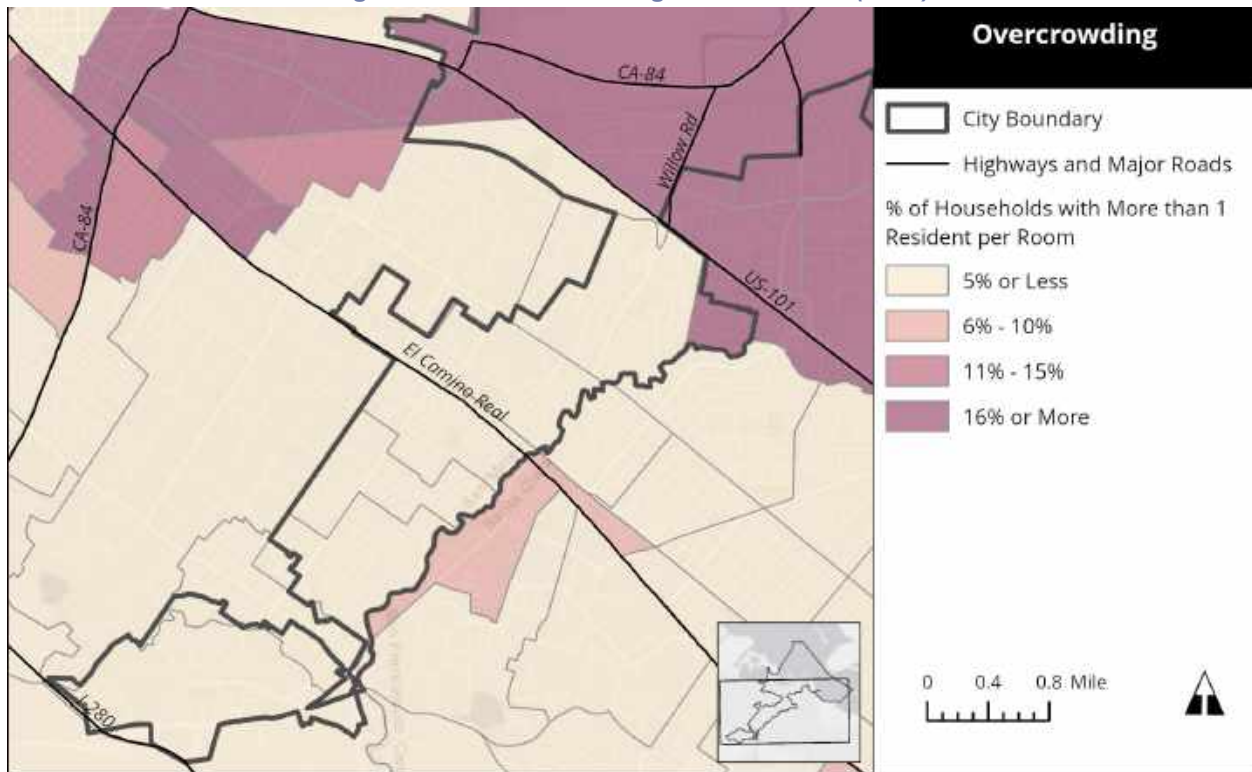 Overcrowding
City Boundary
Highways and Major Roads
% of Households with More than 1
Resident per Room
5% or Less
6% - 10%
11% - 15%
16% or More
0 0.4 0.8 Mile
CA-84
Willow Rd
CA-84
US-101
El Camino Real
I-280